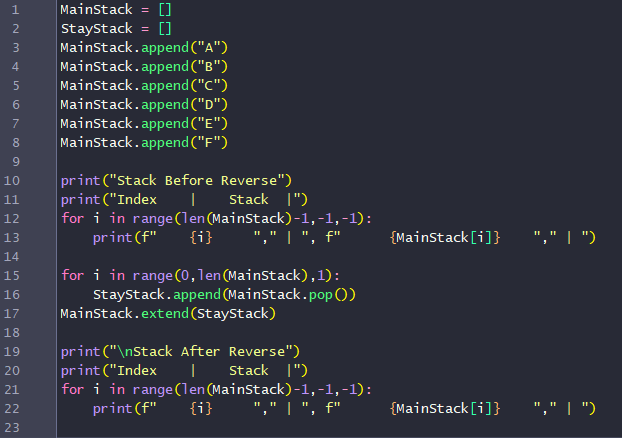 1 MainStack = []
2 StayStack = []
3 MainStack.append("A")
4 MainStack.append("B")
5 MainStack.append("C")
6 MainStack.append("D")
7 MainStack.append("E")
8 MainStack.append("F")
9
10 print("Stack Before Reverse")
11 print("Index    |    Stack  |")
12 for i in range(len(MainStack)-1,-1,-1):
13     print(f"    {i}     "," | ", f"      {MainStack[i]}    "," | ")
14
15 for i in range(0,len(MainStack),1):
16     StayStack.append(MainStack.pop())
17 MainStack.extend(StayStack)
18
19 print("\nStack After Reverse")
20 print("Index    |    Stack  |")
21 for i in range(len(MainStack)-1,-1,-1):
22     print(f"    {i}     "," | ", f"      {MainStack[i]}    "," | ")
23